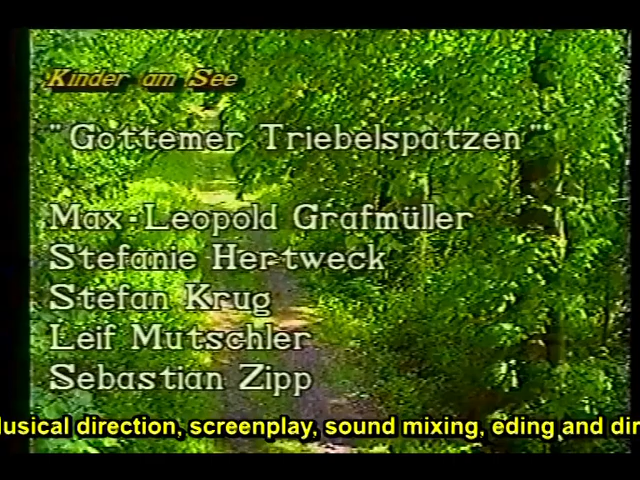 Kinder am See
"Gottemer Triebelspatzen"
Max-Leopold Grafmüller
Stefanie Hertweck
Stefan Krug
Leif Mutschler
Sebastian Zipp
usical direction, screenplay, sound mixing, eding and dir